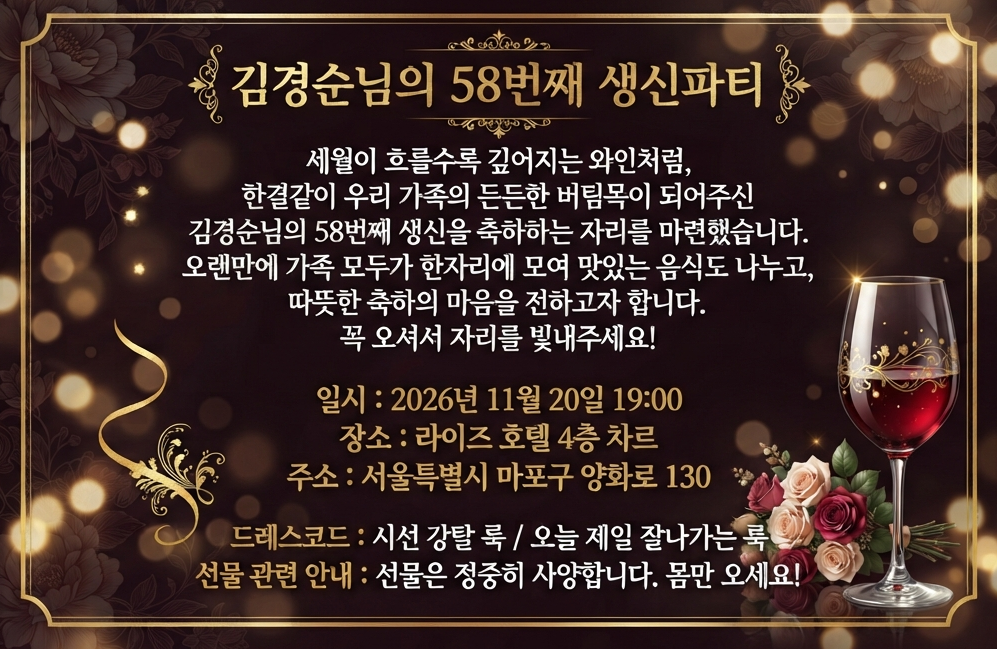 김경순님의 58번째 생신파티
세월이 흐를수록 깊어지는 와인처럼,
한결같이 우리 가족의 든든한 버팀목이 되어주신
김경순님의 58번째 생신을 축하하는 자리를 마련했습니다.
오랜만에 가족 모두가 한자리에 모여 맛있는 음식도 나누고,
따뜻한 축하의 마음을 전하고자 합니다.
꼭 오셔서 자리를 빛내주세요!
일시 : 2026년 11월 20일 19:00
장소 : 라이즈 호텔 4층 차르
주소 : 서울특별시 마포구 양화로 130
드레스코드 : 시선 강탈 룩 / 오늘 제일 잘나가는 룩
선물 관련 안내 : 선물은 정중히 사양합니다. 몸만 오세요!